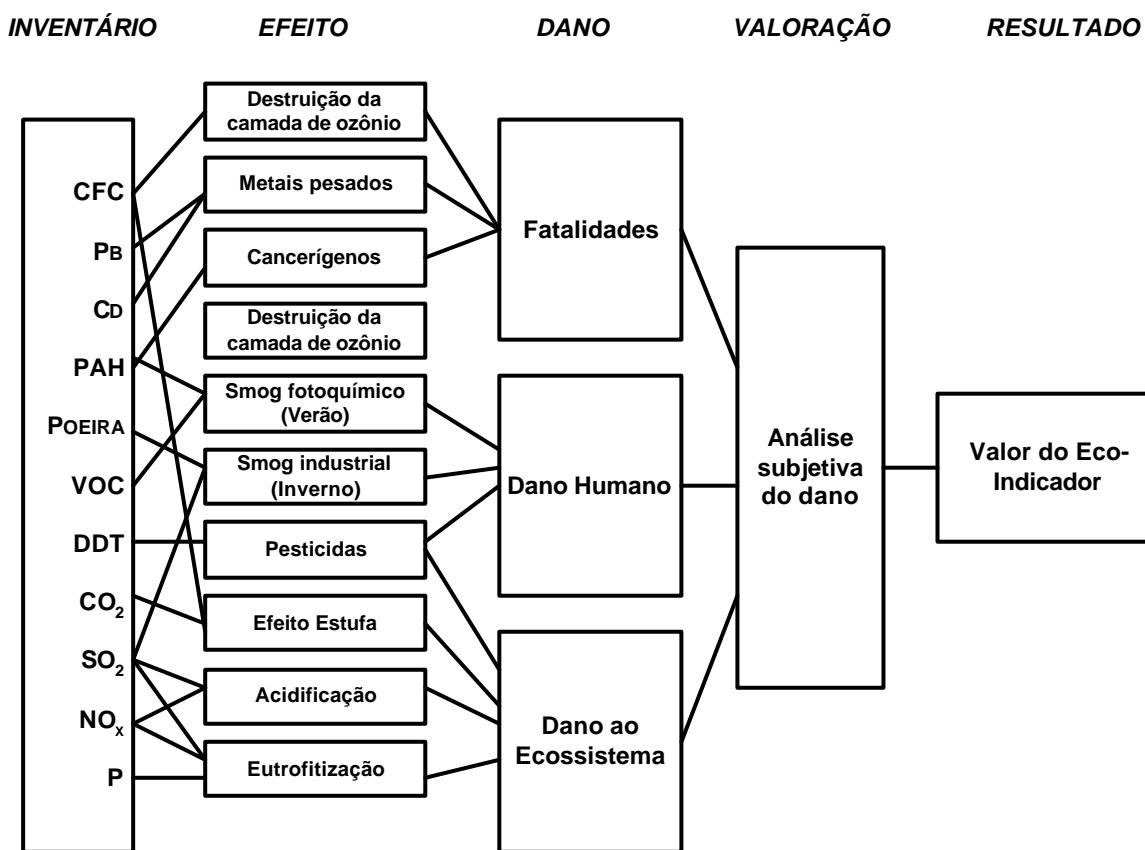 INVENTÁRIO EFEITO DANO VALORAÇÃO RESULTADO
CFC
PB
CD
PAH
POEIRA
VOC
DDT
CO2
SO2
NOx
P
Destruição da
camada de ozônio
Metais pesados
Cancerígenos
Destruição da
camada de ozônio
Smog fotoquímico
(Verão)
Smog industrial
(Inverno)
Pesticidas
Efeito Estufa
Acidificação
Eutrofitização
Fatalidades
Dano Humano
Dano ao
Ecossistema
Análise
subjetiva
do dano
Valor do Eco-
Indicador